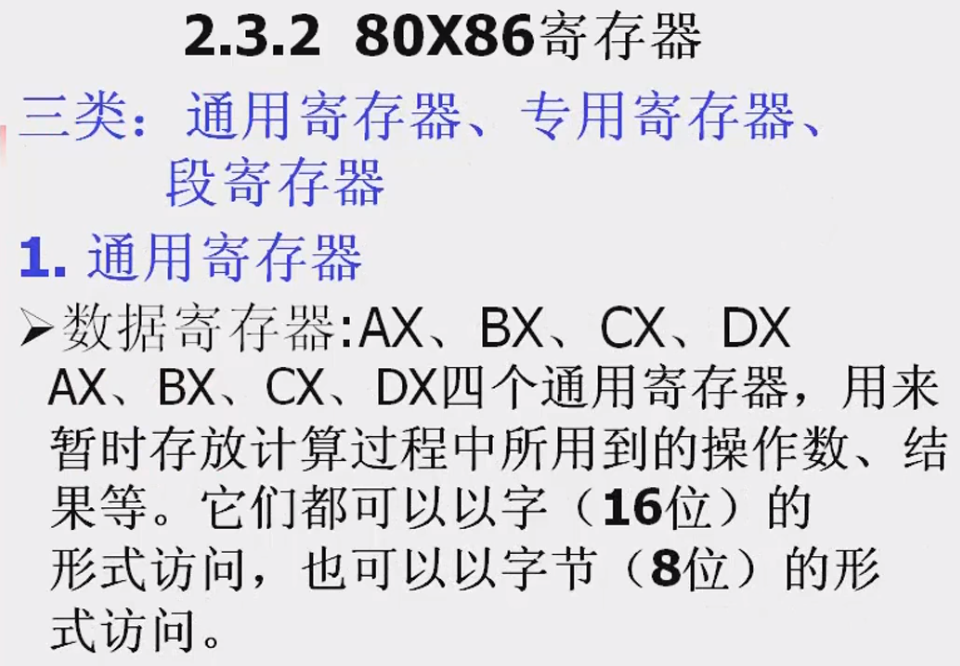 2.3.2 80X86寄存器
三类：通用寄存器、专用寄存器、
段寄存器
1. 通用寄存器
➢数据寄存器:AX、BX、CX、DX
AX、BX、CX、DX四个通用寄存器，用来
暂时存放计算过程中所用到的操作数、结
果等。它们都可以以字（16位）的
形式访问，也可以以字节（8位）的形
式访问。